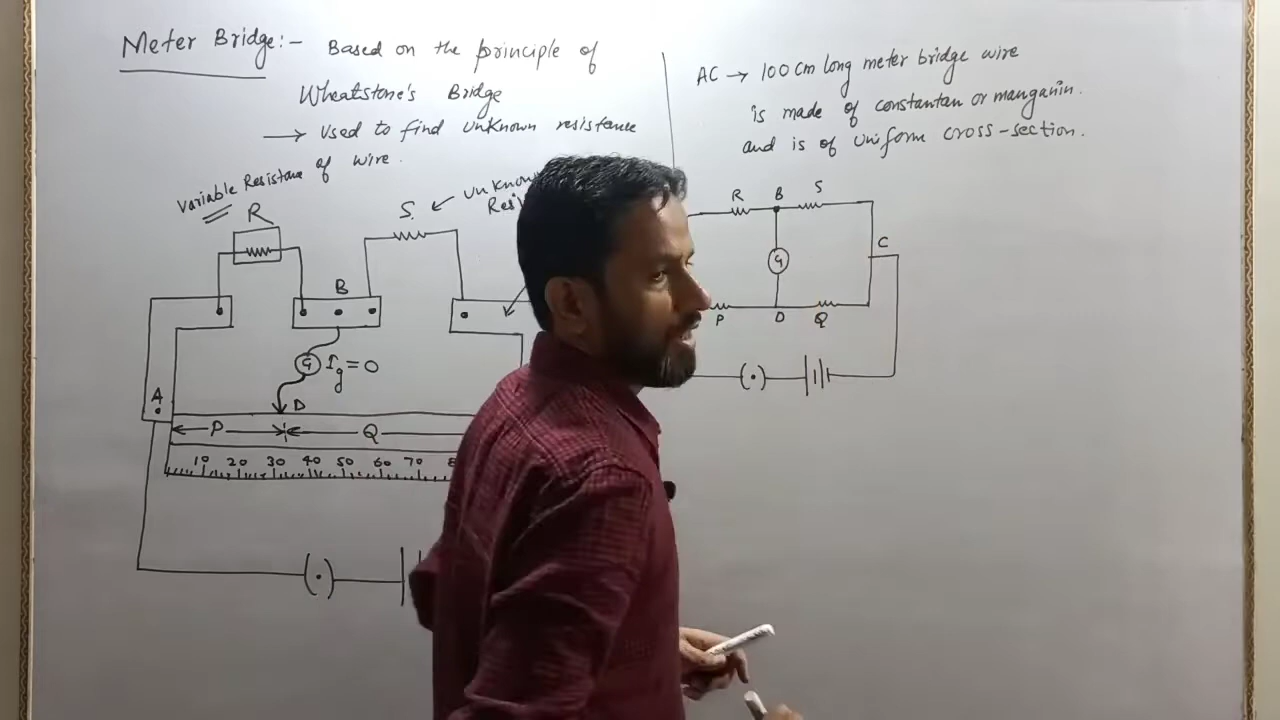 Meter Bridge:- Based on the principle of
Wheatstone's Bridge
→ Used to find unknown resistance
of wire.
Variable Resistance
R
S
B
G Ig = 0
D
A
P Q
10 20 30 40 50 60 70
AC → 100 cm long meter bridge wire
is made of constantan or manganin.
and is of uniform cross-section.
R B S
C
G
P D Q